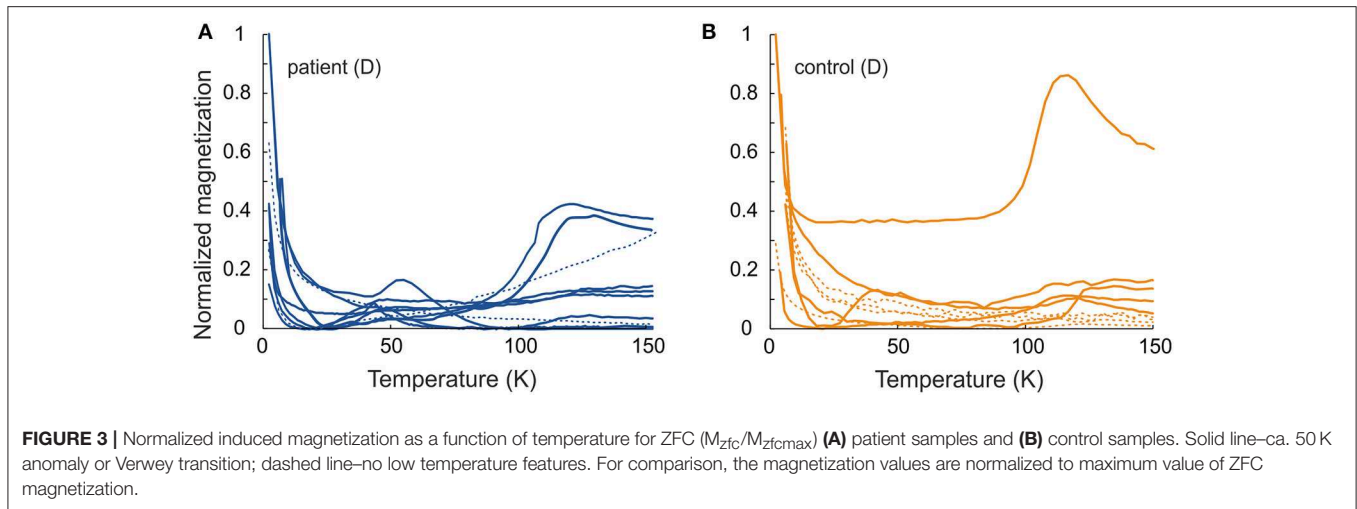 A
B
1
0.8
0.6
0.4
0.2
0
Normalized magnetization
patient (D)
0
50
100
150
Temperature (K)
1
0.8
0.6
0.4
0.2
0
control (D)
0
50
100
150
Temperature (K)
FIGURE 3 | Normalized induced magnetization as a function of temperature for ZFC (Mzfc/Mzfcmax) (A) patient samples and (B) control samples. Solid line–ca. 50 K
anomaly or Verwey transition; dashed line–no low temperature features. For comparison, the magnetization values are normalized to maximum value of ZFC
magnetization.